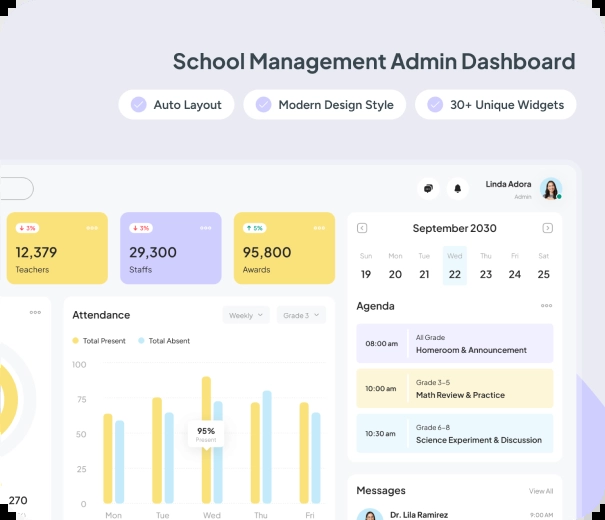 School Management Admin Dashboard
Auto Layout
Modern Design Style
30+ Unique Widgets
Linda Adora
Admin
↓ 3%
12,379
Teachers
↓ 3%
29,300
Staffs
↑ 5%
95,800
Awards
September 2030
Sun Mon Tue Wed Thu Fri Sat
19 20 21 22 23 24 25
Agenda
08:00 am
All Grade
Homeroom & Announcement
10:00 am
Grade 3-5
Math Review & Practice
10:30 am
Grade 6-8
Science Experiment & Discussion
Messages
View All
Dr. Lila Ramirez
9:00 AM
Attendance
Weekly
Grade 3
Total Present
Total Absent
100
75
50
25
0
95%
Present
Mon Tue Wed Thu Fri
270